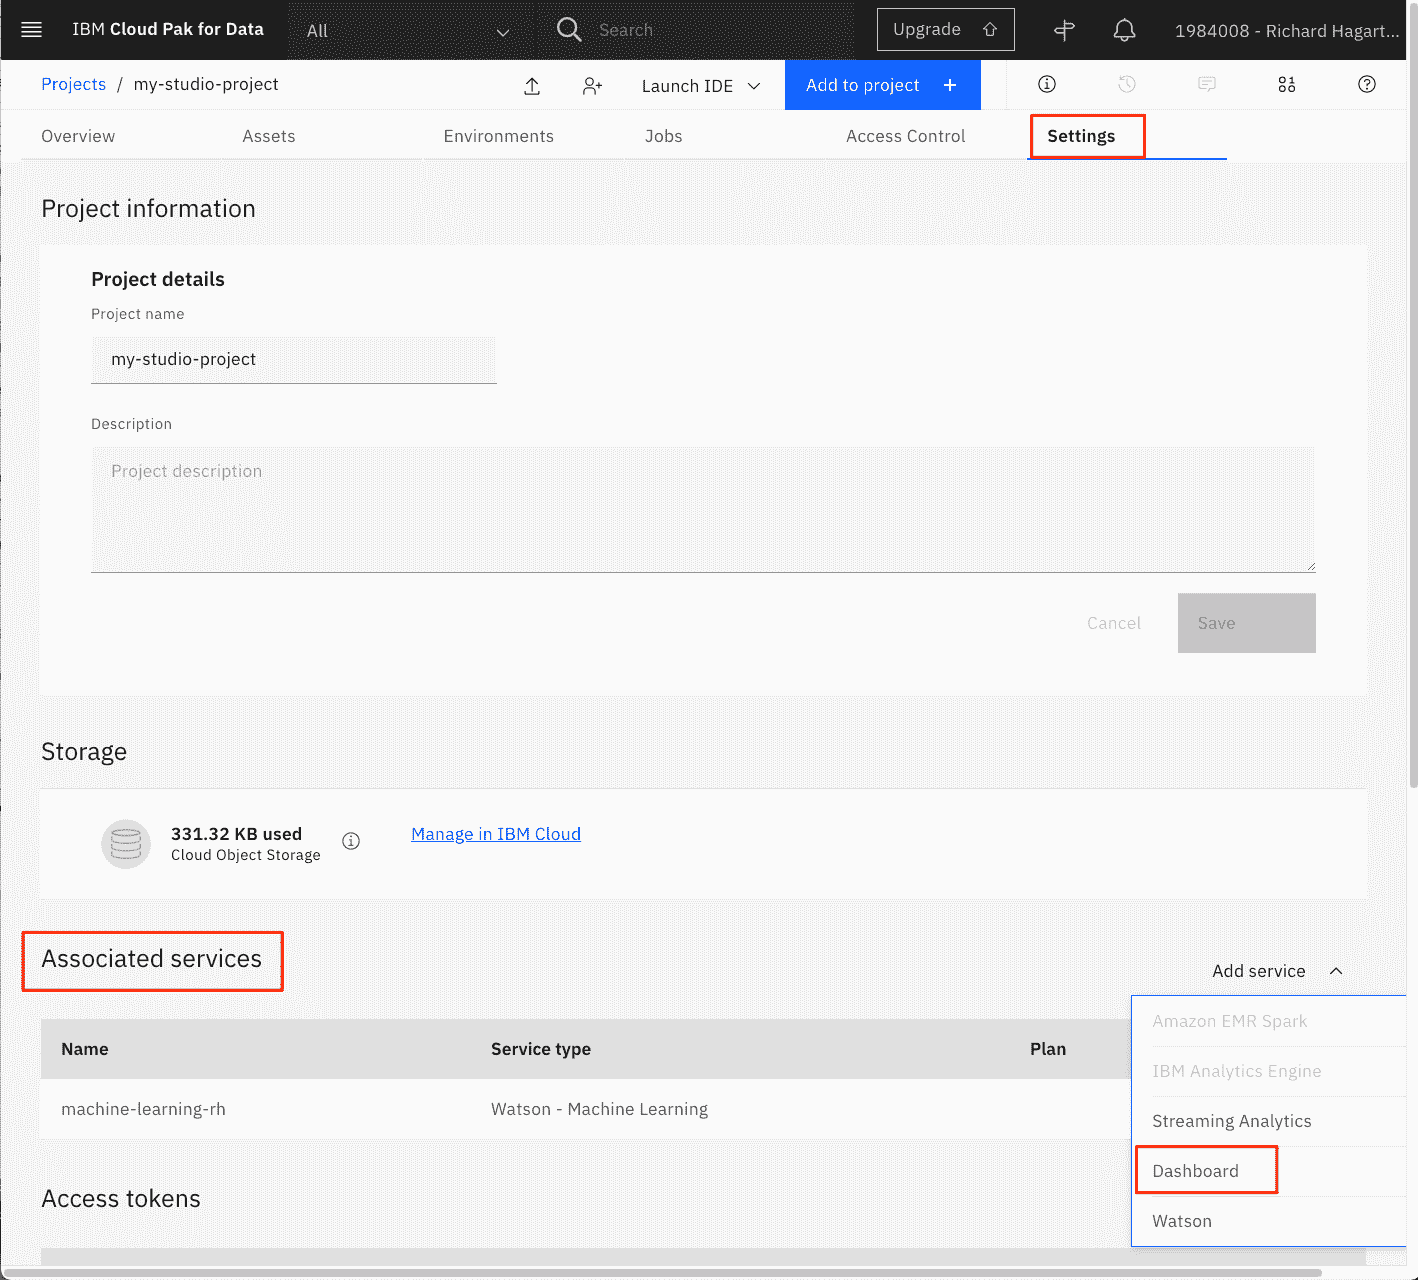 IBM Cloud Pak for Data
All
Search
Upgrade
1984008 - Richard Hagart...
Projects / my-studio-project
Launch IDE
Add to project +
Overview
Assets
Environments
Jobs
Access Control
Settings
Project information
Project details
Project name
my-studio-project
Description
Project description
Cancel
Save
Storage
331.32 KB used
Cloud Object Storage
Manage in IBM Cloud
Associated services
Add service
Amazon EMR Spark
IBM Analytics Engine
Streaming Analytics
Dashboard
Watson
Name
Service type
Plan
machine-learning-rh
Watson - Machine Learning
Access tokens